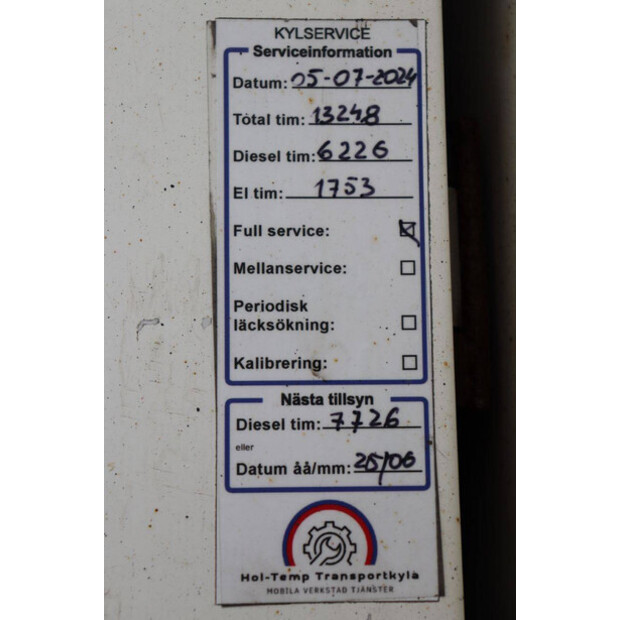 KYLSERVICE
Serviceinformation
Datum: 05-07-2024
Total tim: 13248
Diesel tim: 6226
El tim: 1753
Full service:
Mellanservice:
Periodisk
läcksökning:
Kalibrering:
Nästa tillsyn
Diesel tim: 7726
eller
Datum åå/mm: 25/06
Hol-Temp Transportkyla
MOBILA VERKSTAD TJÄNSTER